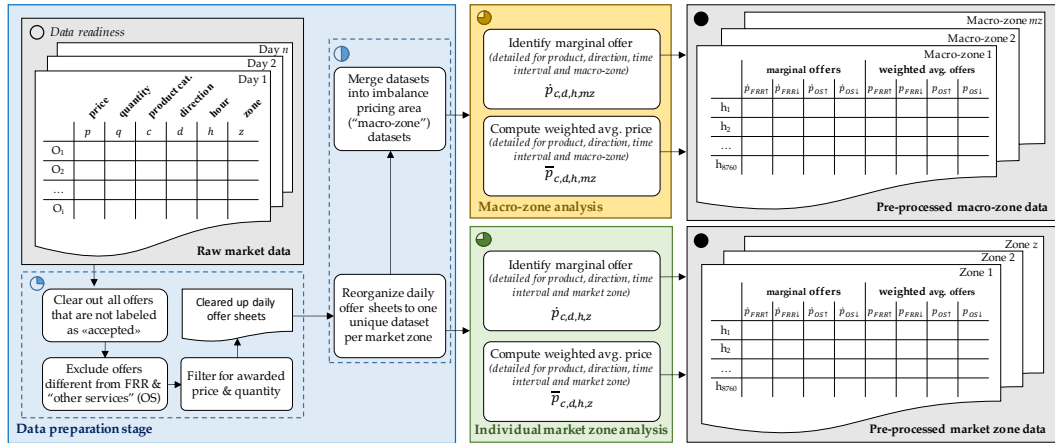 Data readiness
Day n
Day 2
Day 1
price
quantity
product cat.
direction
hour
zone
p q c d h z
O1
O2
…
Oi
Raw market data
Clear out all offers
that are not labeled
as «accepted»
Exclude offers
different from FRR &
"other services" (OS)
Filter for awarded
price & quantity
Cleared up daily
offer sheets
Data preparation stage
Merge datasets
into imbalance
pricing area
("macro-zone")
datasets
Reorganize daily
offer sheets to one
unique dataset
per market zone
Identify marginal offer
(detailed for product, direction, time
interval and macro-zone)
ṗc,d,h,mz
Compute weighted avg. price
(detailed for product, direction, time
interval and macro-zone)
p̅c,d,h,mz
Macro-zone analysis
Identify marginal offer
(detailed for product, direction, time
interval and market zone)
ṗc,d,h,z
Compute weighted avg. price
(detailed for product, direction, time
interval and market zone)
p̅c,d,h,z
Individual market zone analysis
Macro-zone mz
Macro-zone 2
Macro-zone 1
marginal offers weighted avg. offers
ṗFRR↑ ṗFRR↓ ṗOS↑ ṗOS↓ pFRR↑ pFRR↓ pOS↑ pOS↓
h1
h2
…
h8760
Pre-processed macro-zone data
Zone z
Zone 2
Zone 1
marginal offers weighted avg. offers
ṗFRR↑ ṗFRR↓ ṗOS↑ ṗOS↓ pFRR↑ pFRR↓ pOS↑ pOS↓
h1
h2
…
h8760
Pre-processed market zone data